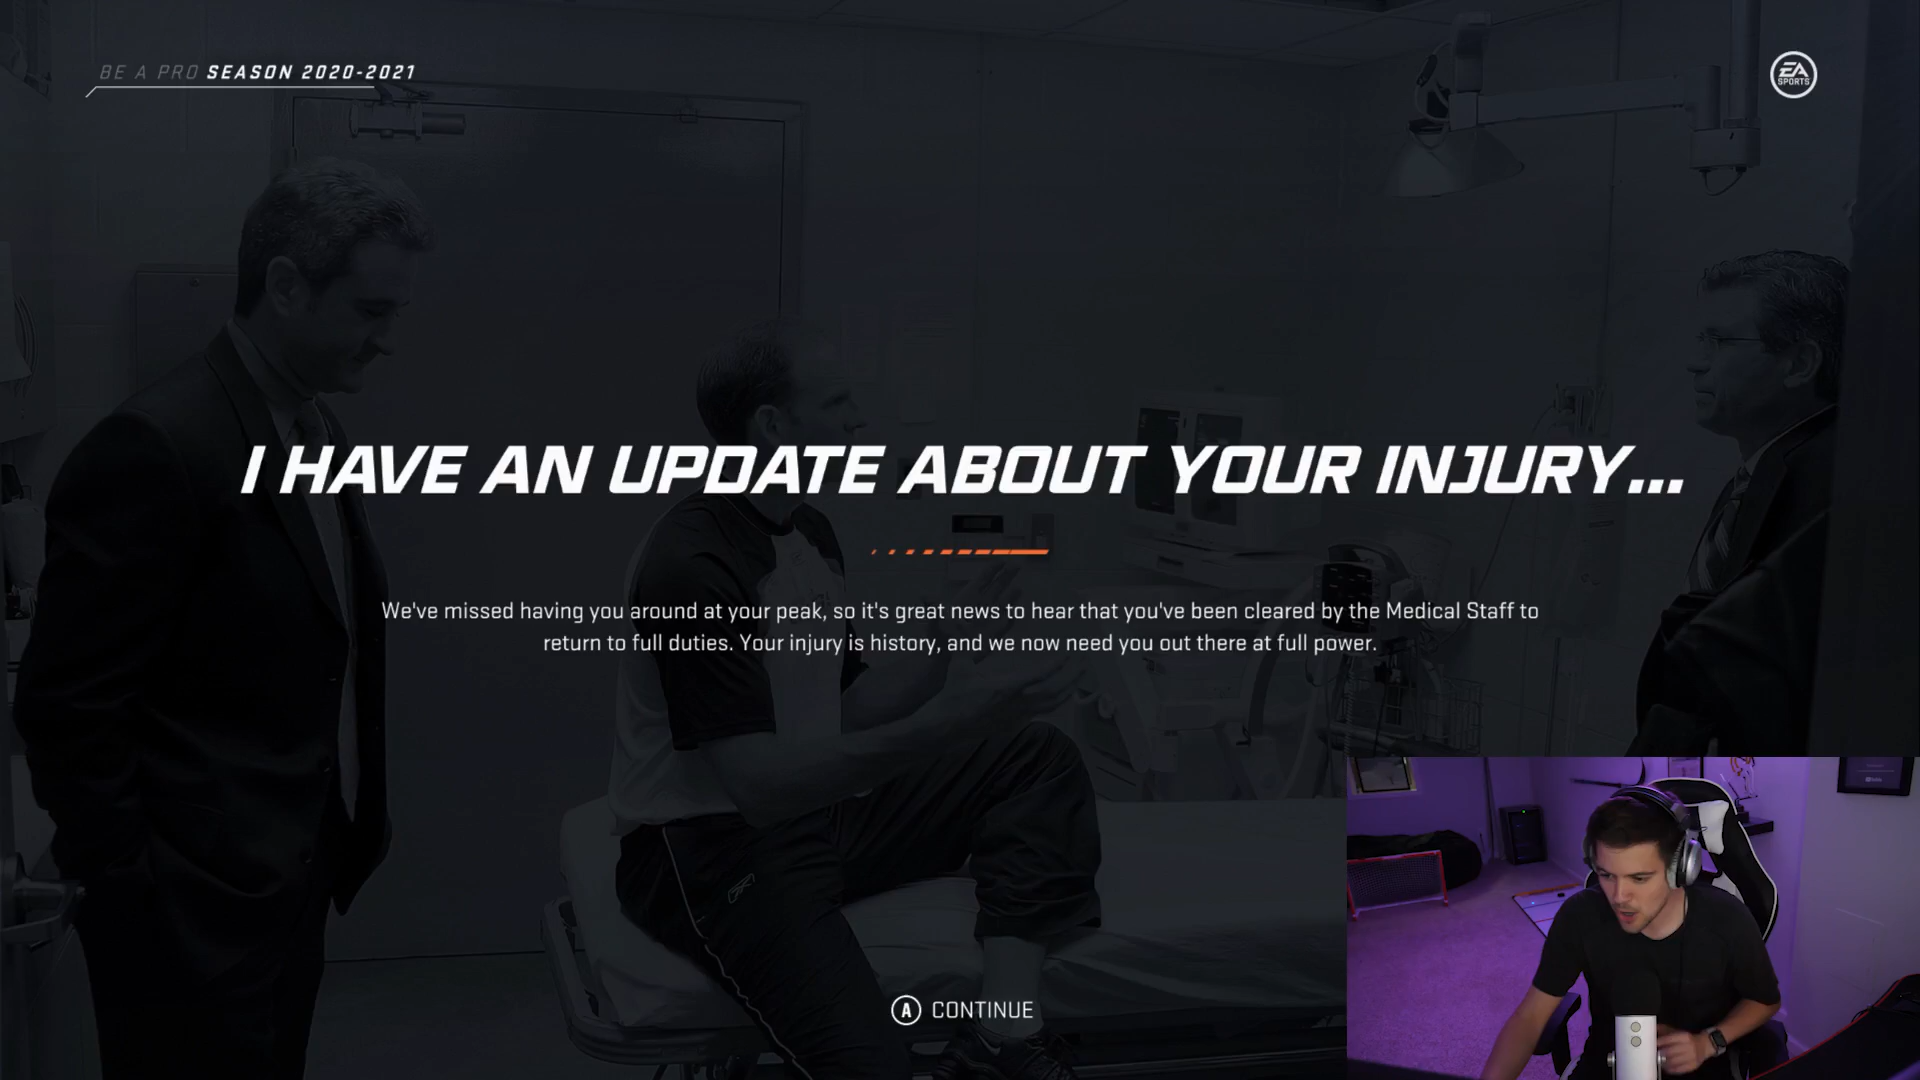 BE A PRO SEASON 2020-2021
EA
SPORTS
I HAVE AN UPDATE ABOUT YOUR INJURY...
We've missed having you around at your peak, so it's great news to hear that you've been cleared by the Medical Staff to
return to full duties. Your injury is history, and we now need you out there at full power.
A CONTINUE